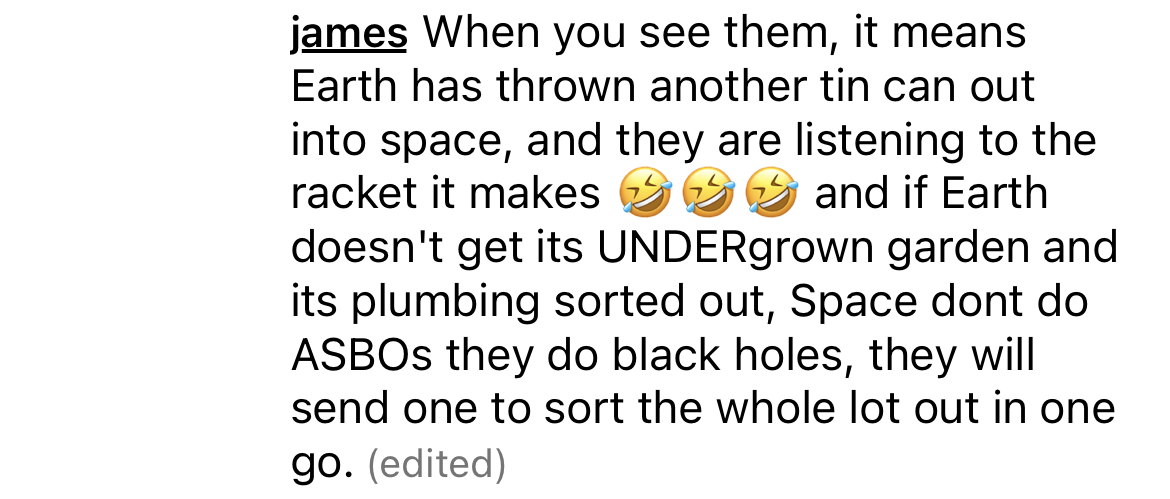 james When you see them, it means
Earth has thrown another tin can out
into space, and they are listening to the
racket it makes 🤣🤣🤣 and if Earth
doesn't get its UNDERgrown garden and
its plumbing sorted out, Space dont do
ASBOs they do black holes, they will
send one to sort the whole lot out in one
go. (edited)